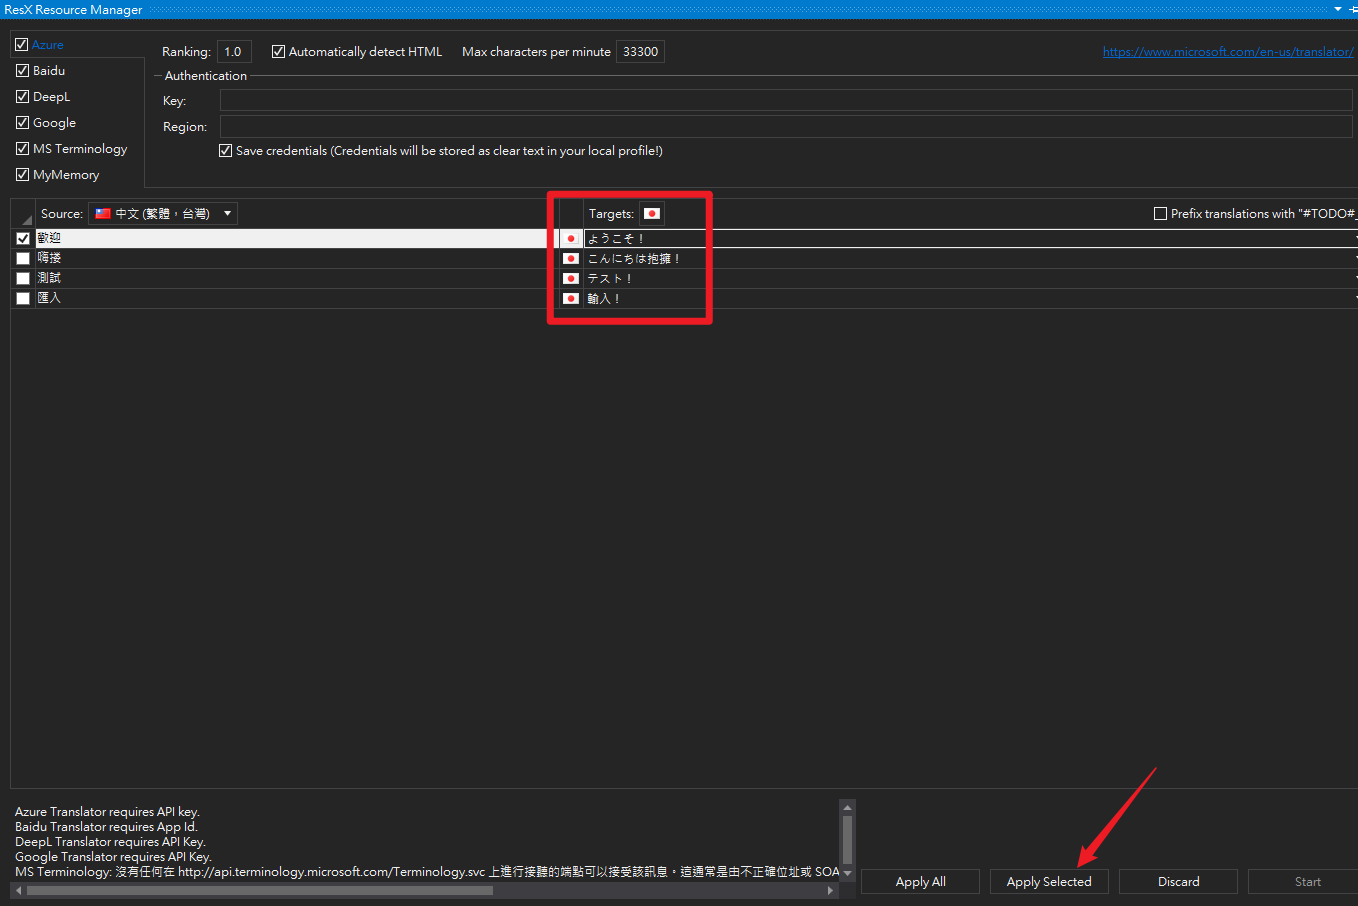 ResX Resource Manager
Azure
Baidu
DeepL
Google
MS Terminology
MyMemory
Ranking: 1.0 Automatically detect HTML Max characters per minute 33300 https://www.microsoft.com/en-us/translator/
Authentication
Key:
Region:
Save credentials (Credentials will be stored as clear text in your local profile!)
Source: 中文 (繁體，台灣) Targets: Prefix translations with "#TODO#_
歡迎 ようこそ！
嗨摟 こんにちは抱擁！
測試 テスト！
匯入 輸入！
Azure Translator requires API key.
Baidu Translator requires App Id.
DeepL Translator requires API Key.
Google Translator requires API Key.
MS Terminology: 沒有任何在 http://api.terminology.microsoft.com/Terminology.svc 上進行接聽的端點可以接受該訊息。這通常是由不正確位址或 SOA
Apply All Apply Selected Discard Start